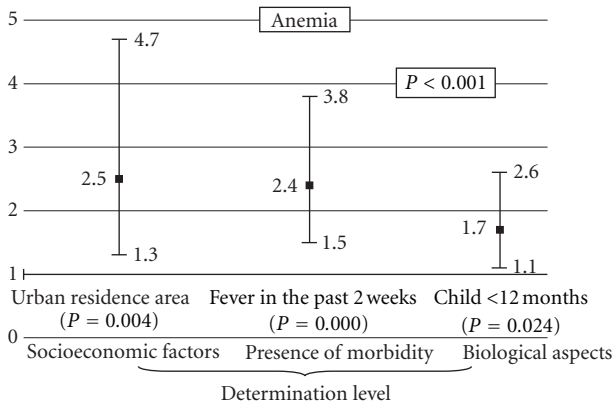 Anemia
P < 0.001
5
4
3
2
1
0
4.7
2.5
1.3
3.8
2.4
1.5
2.6
1.7
1.1
Urban residence area
(P = 0.004)
Fever in the past 2 weeks
(P = 0.000)
Child <12 months
(P = 0.024)
Socioeconomic factors
Presence of morbidity
Biological aspects
Determination level